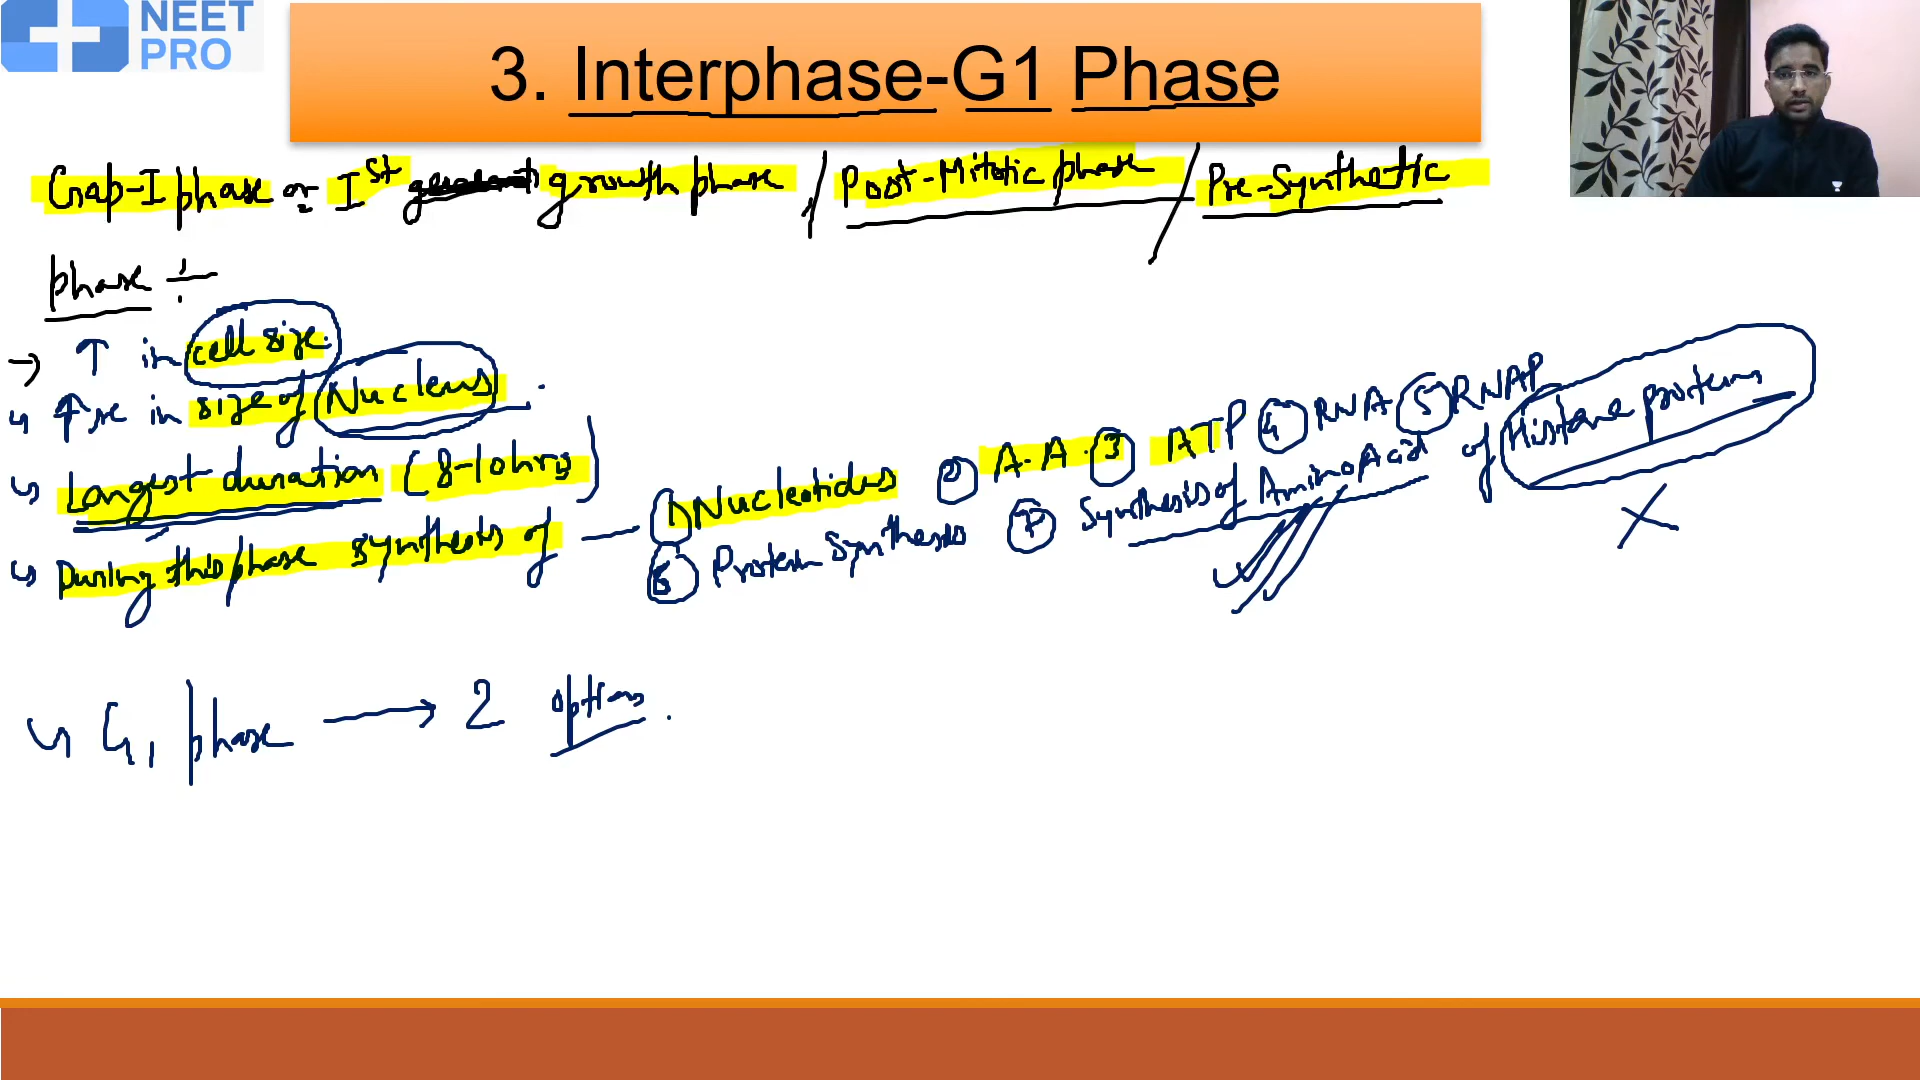 NEET
PRO
3. Interphase-G1 Phase
Gap-I phase or Ist growth phase / Post-Mitotic phase / Pre-Synthetic
phase ÷
→ ↑ in cell size.
↳ ↑se in size of Nucleus.
↳ Longest duration (8-10hrs)
↳ During this phase synthesis of — ① Nucleotides ② A.A. ③ ATP ④ RNA ⑤ RNAP
⑥ Protein synthesis ⑦ Synthesis of Amino Acid of Histone proteins
↳ G1 phase → 2 options.